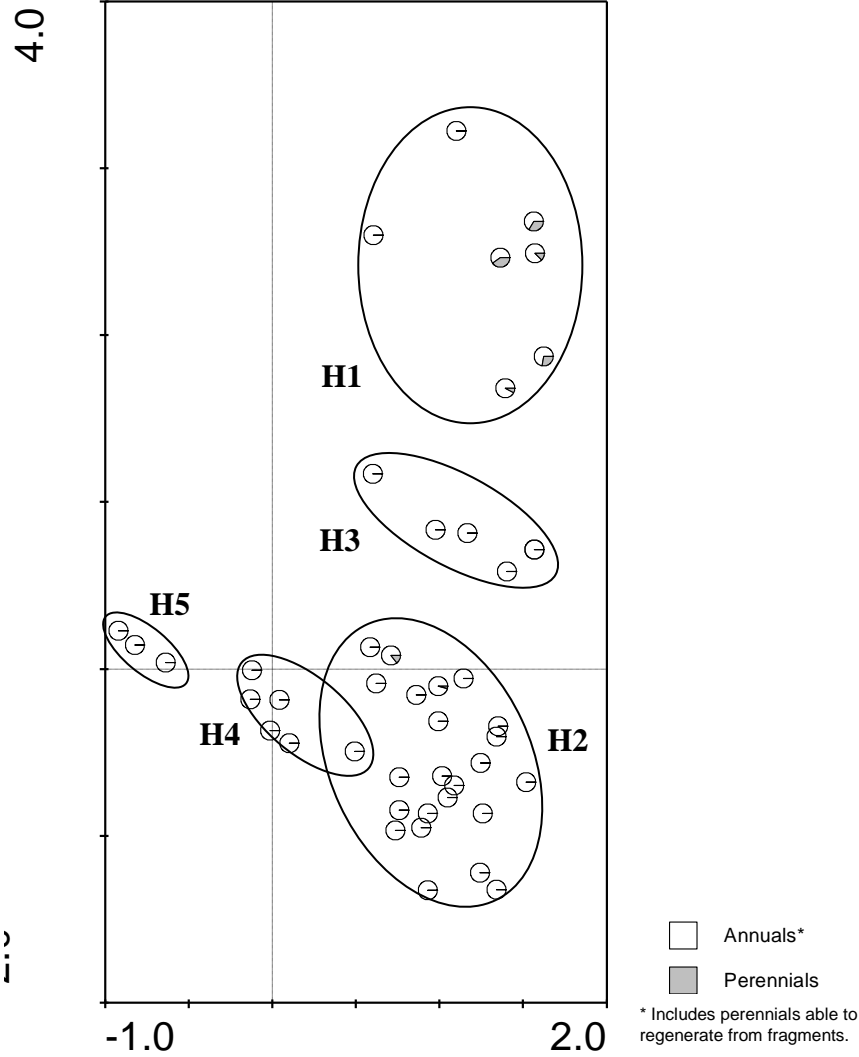 4.0
H1
H3
H5
H4
H2
Annuals*
Perennials
* Includes perennials able to
regenerate from fragments.
-1.0
2.0